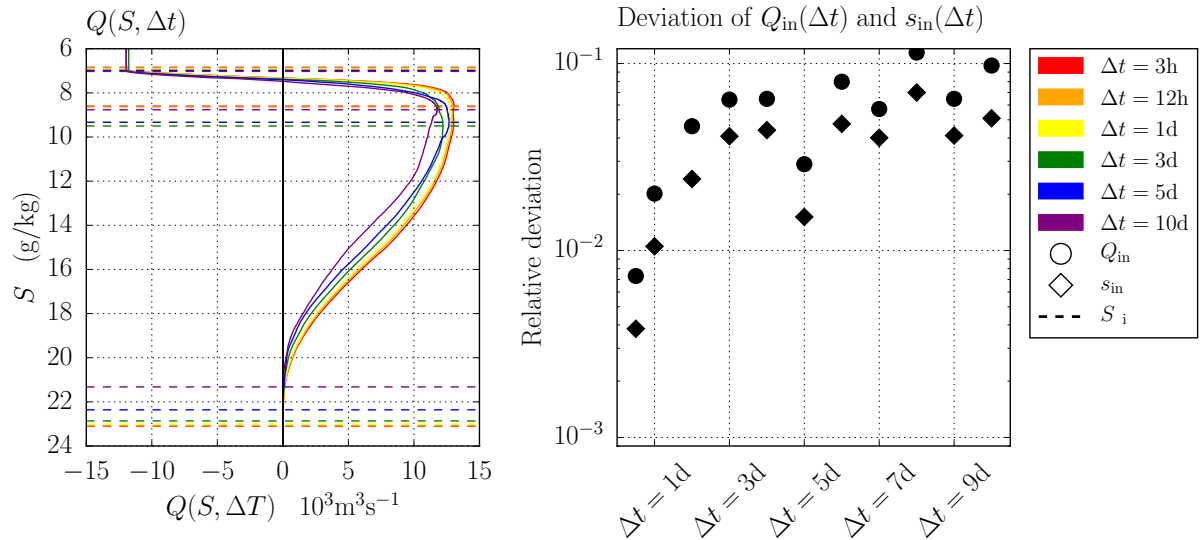 Q(S, Δt)
6
8
10
12
14
16
18
20
22
24
S (g/kg)
−15 −10 −5 0 5 10 15
Q(S, ΔT) 10³m³s⁻¹
Deviation of Q_in(Δt) and s_in(Δt)
10⁻¹
10⁻²
10⁻³
Relative deviation
Δt = 1d
Δt = 3d
Δt = 5d
Δt = 7d
Δt = 9d
Δt = 3h
Δt = 12h
Δt = 1d
Δt = 3d
Δt = 5d
Δt = 10d
Q_in
s_in
S_i